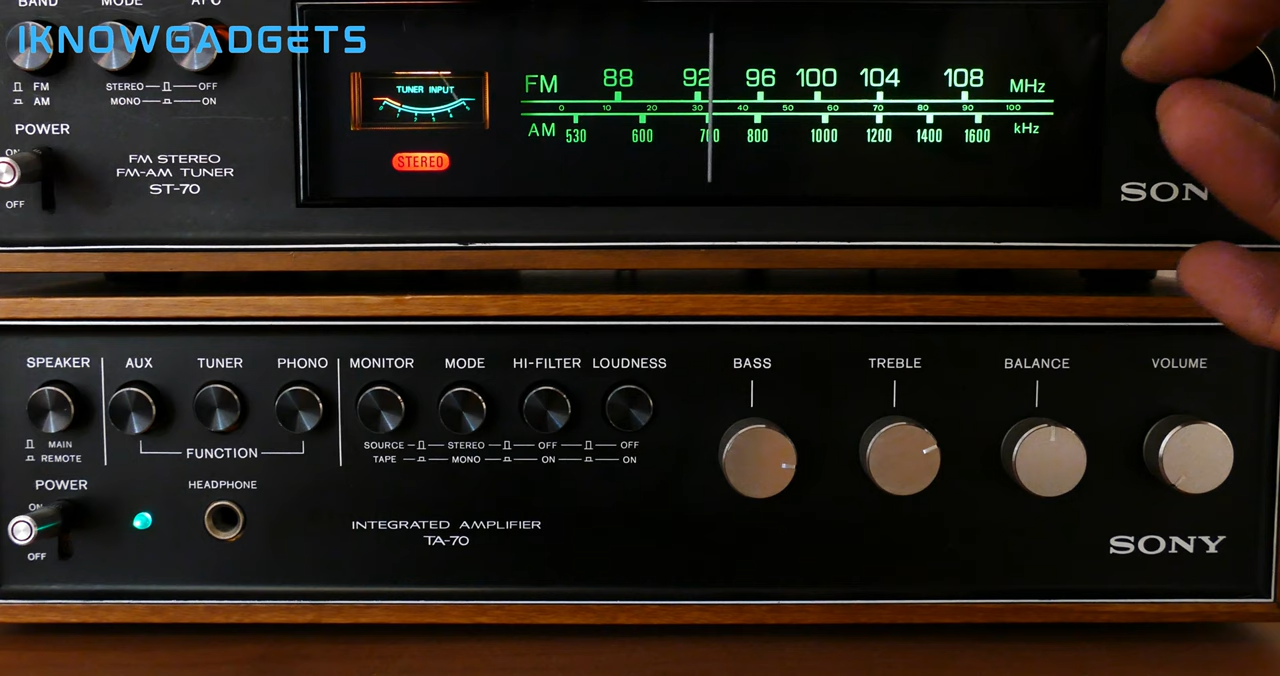 BAND MODE AFC
IKNOWGADGETS
FM
AM
STEREO OFF
MONO ON
POWER
ON
OFF
FM STEREO
FM-AM TUNER
ST-70
TUNER INPUT
STEREO
FM 88 92 96 100 104 108 MHz
0 10 20 30 40 50 60 70 80 90 100
AM 530 600 700 800 1000 1200 1400 1600 kHz
SON
SPEAKER AUX TUNER PHONO MONITOR MODE HI-FILTER LOUDNESS BASS TREBLE BALANCE VOLUME
MAIN
REMOTE
FUNCTION
SOURCE STEREO OFF OFF
TAPE MONO ON ON
POWER
ON
OFF
HEADPHONE
INTEGRATED AMPLIFIER
TA-70
SONY